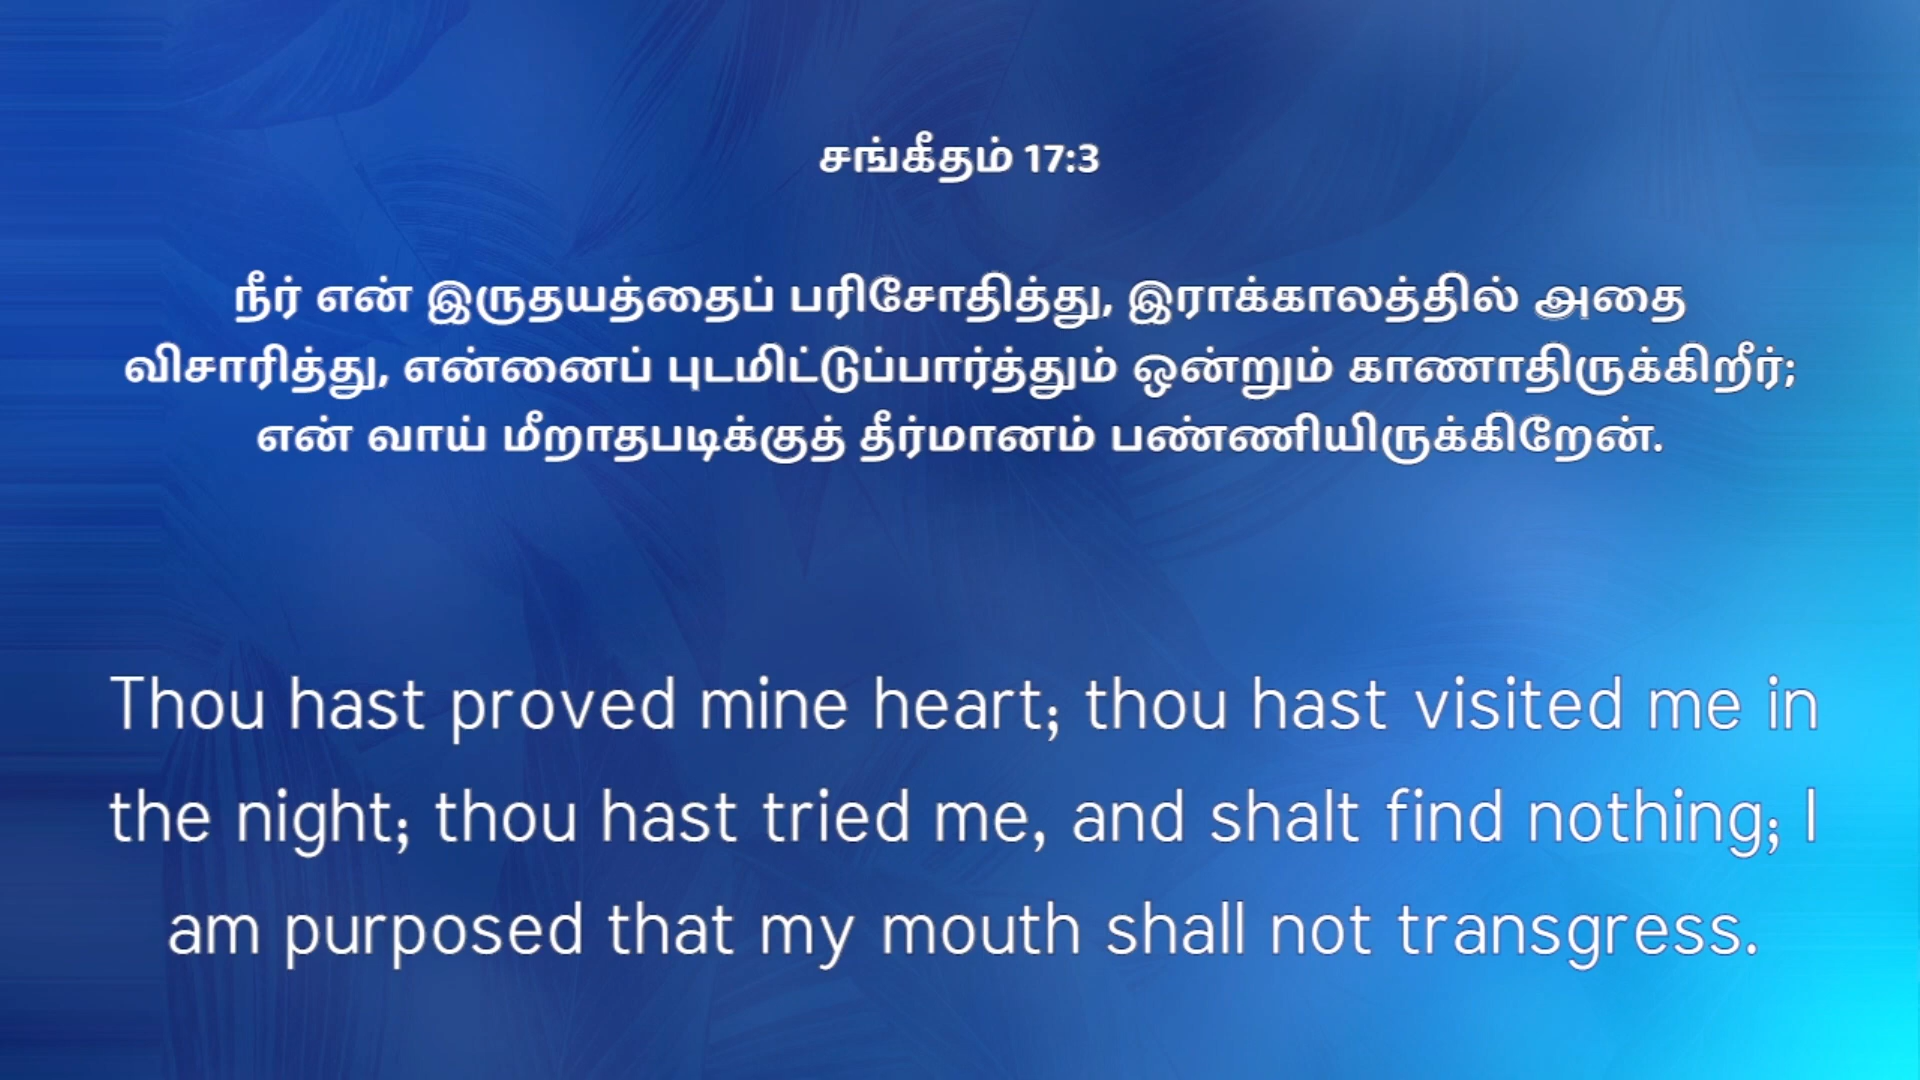 சங்கீதம் 17:3
நீர் என் இருதயத்தைப் பரிசோதித்து, இராக்காலத்தில் அதை
விசாரித்து, என்னைப் புடமிட்டுப்பார்த்தும் ஒன்றும் காணாதிருக்கிறீர்;
என் வாய் மீறாதபடிக்குத் தீர்மானம் பண்ணியிருக்கிறேன்.
Thou hast proved mine heart; thou hast visited me in
the night; thou hast tried me, and shalt find nothing; I
am purposed that my mouth shall not transgress.